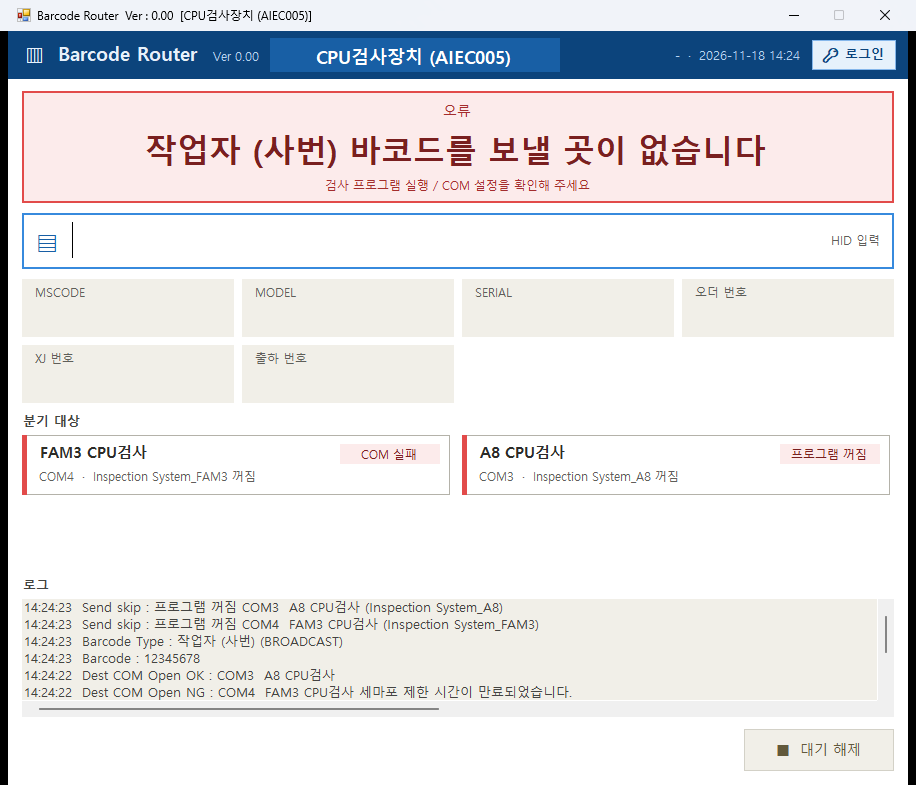 Barcode Router  Ver : 0.00  [CPU검사장치 (AIEC005)]
Barcode Router  Ver 0.00  CPU검사장치 (AIEC005)  -  ·  2026-11-18 14:24  로그인
오류
작업자 (사번) 바코드를 보낼 곳이 없습니다
검사 프로그램 실행 / COM 설정을 확인해 주세요
HID 입력
MSCODE  MODEL  SERIAL  오더 번호
XJ 번호  출하 번호
분기 대상
FAM3 CPU검사  COM 실패
COM4  ·  Inspection System_FAM3 꺼짐
A8 CPU검사  프로그램 꺼짐
COM3  ·  Inspection System_A8 꺼짐
로그
14:24:23  Send skip : 프로그램 꺼짐 COM3  A8 CPU검사 (Inspection System_A8)
14:24:23  Send skip : 프로그램 꺼짐 COM4  FAM3 CPU검사 (Inspection System_FAM3)
14:24:23  Barcode Type : 작업자 (사번) (BROADCAST)
14:24:23  Barcode : 12345678
14:24:22  Dest COM Open OK : COM3  A8 CPU검사
14:24:22  Dest COM Open NG : COM4  FAM3 CPU검사 세마포 제한 시간이 만료되었습니다.
■ 대기 해제